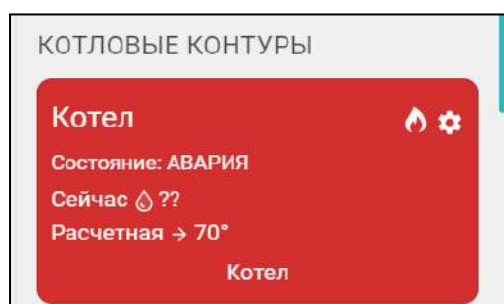 КОТЛОВЫЕ КОНТУРЫ
Котел
Состояние: АВАРИЯ
Сейчас ??
Расчетная → 70°
Котел